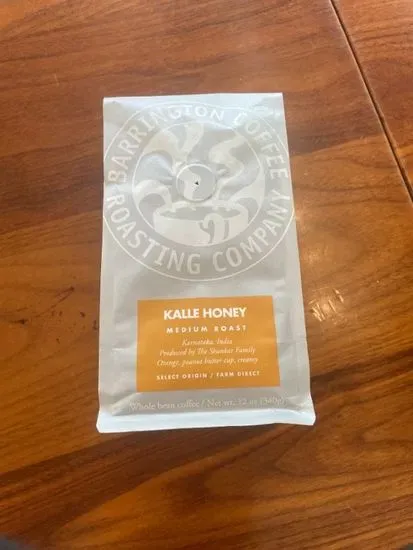 BARRINGTON COFFEE
ROASTING COMPANY
KALLE HONEY
MEDIUM ROAST
Karnataka, India
Produced by The Shankar Family
Orange, peanut butter cup, creamy
SELECT ORIGIN / FARM DIRECT
Whole bean coffee / Net wt. 12 oz (340g)